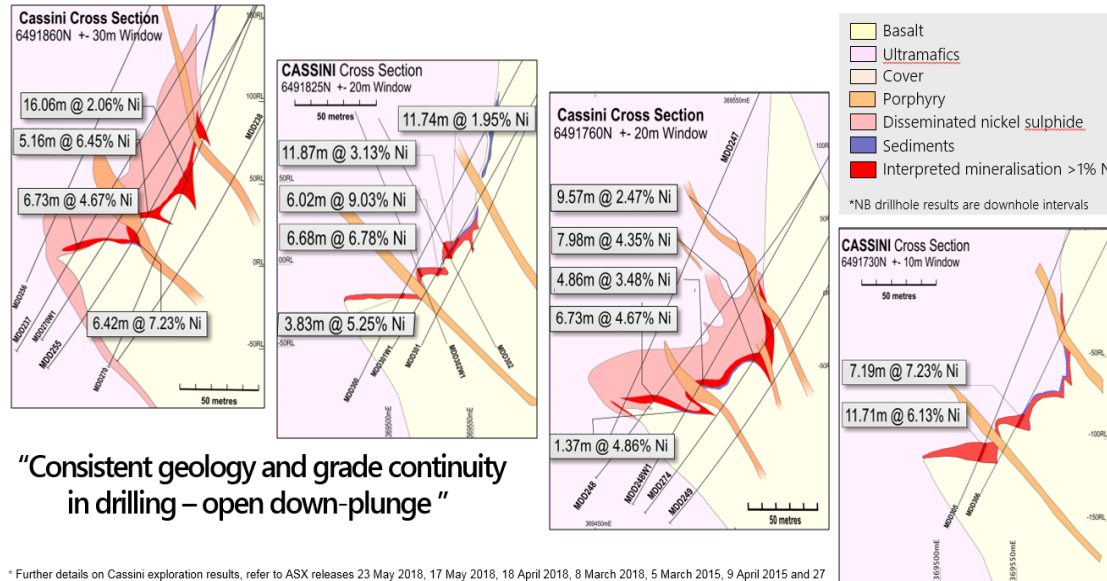 Cassini Cross Section
6491860N +- 30m Window
150RL
100RL
50RL
0RL
-50RL
16.06m @ 2.06% Ni
5.16m @ 6.45% Ni
6.73m @ 4.67% Ni
6.42m @ 7.23% Ni
MDD238
MDD256
MDD237
MDD270W1
MDD255
MDD270
50 metres
CASSINI Cross Section
6491825N +- 20m Window
50 metres
11.74m @ 1.95% Ni
11.87m @ 3.13% Ni
6.02m @ 9.03% Ni
6.68m @ 6.78% Ni
3.83m @ 5.25% Ni
50RL
00RL
-50RL
MDD300
MDD301W1
MDD301
MDD302W1
MDD302
369500mE
369550mE
369550mE
Cassini Cross Section
6491760N +- 20m Window
MDD247
100RL
50RL
9.57m @ 2.47% Ni
7.98m @ 4.35% Ni
4.86m @ 3.48% Ni
6.73m @ 4.67% Ni
1.37m @ 4.86% Ni
-50RL
MDD248
MDD248W1
MDD274
MDD249
369450mE
50 metres
Basalt
Ultramafics
Cover
Porphyry
Disseminated nickel sulphide
Sediments
Interpreted mineralisation >1% N
*NB drillhole results are downhole intervals
CASSINI Cross Section
6491730N +- 10m Window
50 metres
7.19m @ 7.23% Ni
11.71m @ 6.13% Ni
-50RL
-100RL
-150RL
MDD305
MDD306
369500mE
369550mE
“Consistent geology and grade continuity
in drilling – open down-plunge ”
* Further details on Cassini exploration results, refer to ASX releases 23 May 2018, 17 May 2018, 18 April 2018, 8 March 2018, 5 March 2015, 9 April 2015 and 27